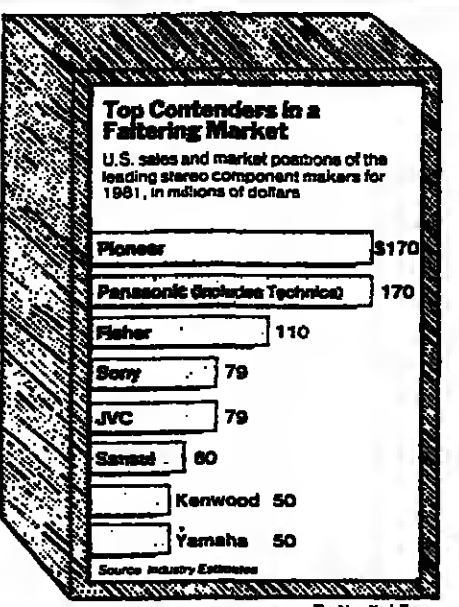 Top Contenders in a
Faltering Market
U.S. sales and market positions of the
leading stereo component makers for
1981, in millions of dollars
Pioneer $170
Panasonic (includes Technics) 170
Fisher 110
Sony 79
JVC 79
Sansui 60
Kenwood 50
Yamaha 50
Source Industry Estimates